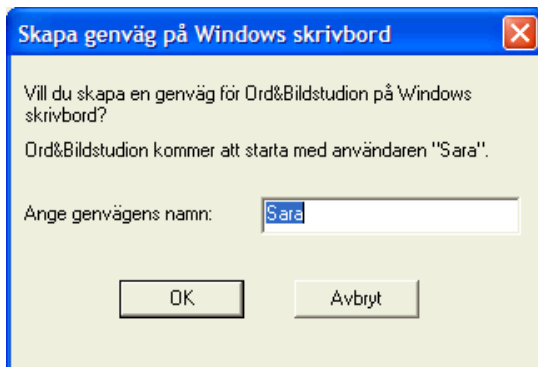 Skapa genväg på Windows skrivbord
Vill du skapa en genväg för Ord&Bildstudion på Windows
skrivbord?
Ord&Bildstudion kommer att starta med användaren "Sara".
Ange genvägens namn: Sara
OK Avbryt